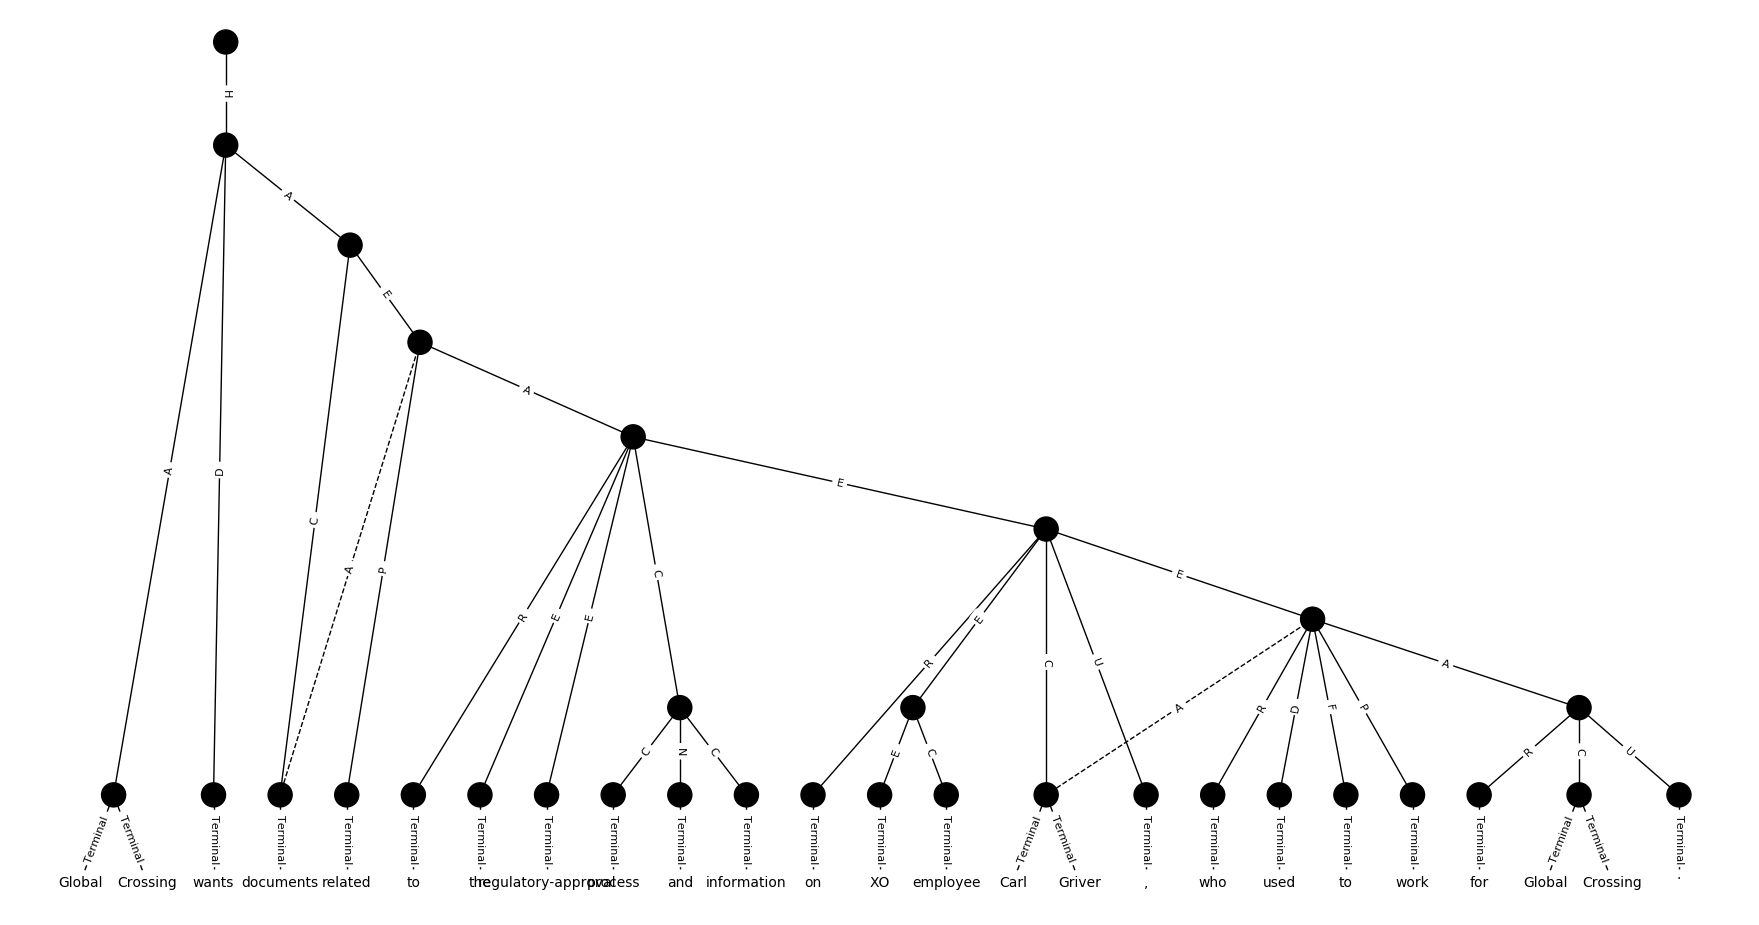 H
A
E
A
A
D
E
C
A
P
C
E
R
E
E
R
E
C
U
A
C
N
C
E
C
A
R
D
F
P
R
C
U
Terminal Terminal Terminal Terminal Terminal Terminal Terminal Terminal Terminal Terminal Terminal Terminal Terminal Terminal Terminal Terminal Terminal Terminal Terminal Terminal Terminal Terminal Terminal Terminal Terminal
Global Crossing wants documents related to the regulatory-approval process and information on XO employee Carl Griver , who used to work for Global Crossing .